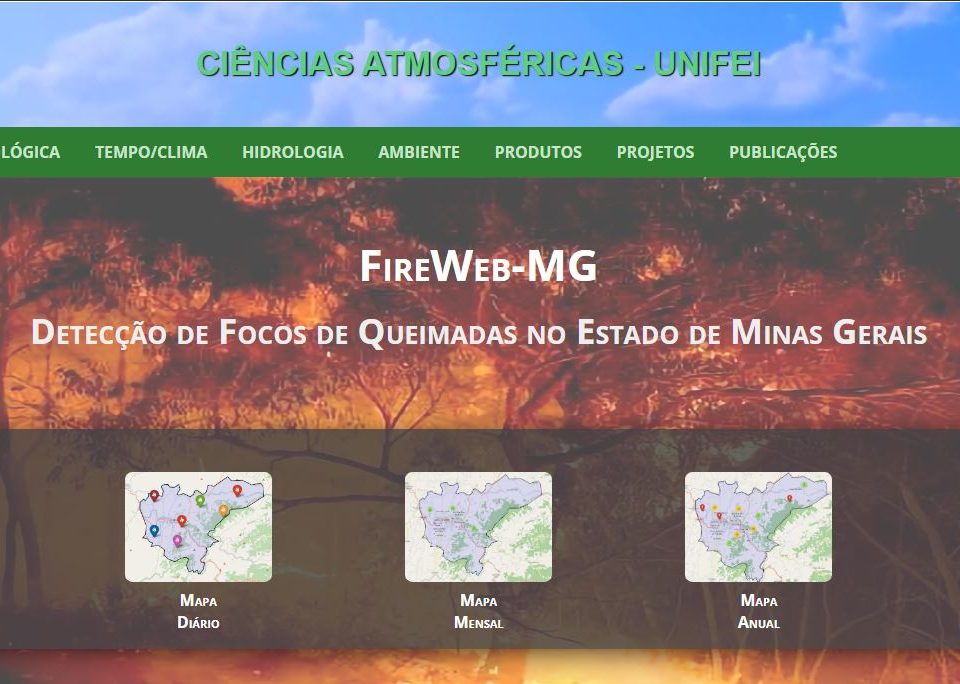 CIÊNCIAS ATMOSFÉRICAS - UNIFEI
LÓGICA TEMPO/CLIMA HIDROLOGIA AMBIENTE PRODUTOS PROJETOS PUBLICAÇÕES
FireWeb-MG
Detecção de Focos de Queimadas no Estado de Minas Gerais
Mapa Mapa Mapa
Diário Mensal Anual